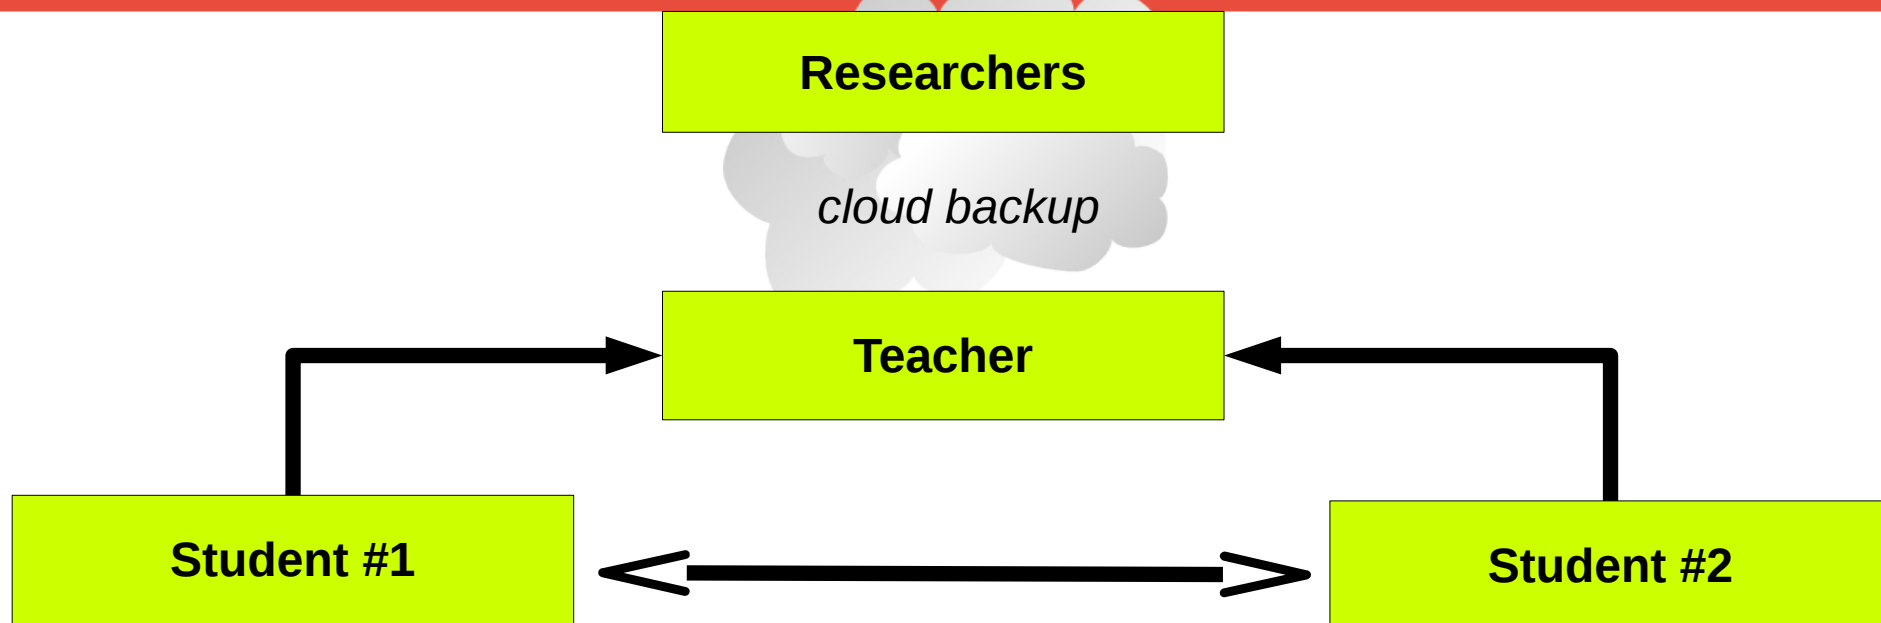 Researchers
cloud backup
Teacher
Student #1
Student #2